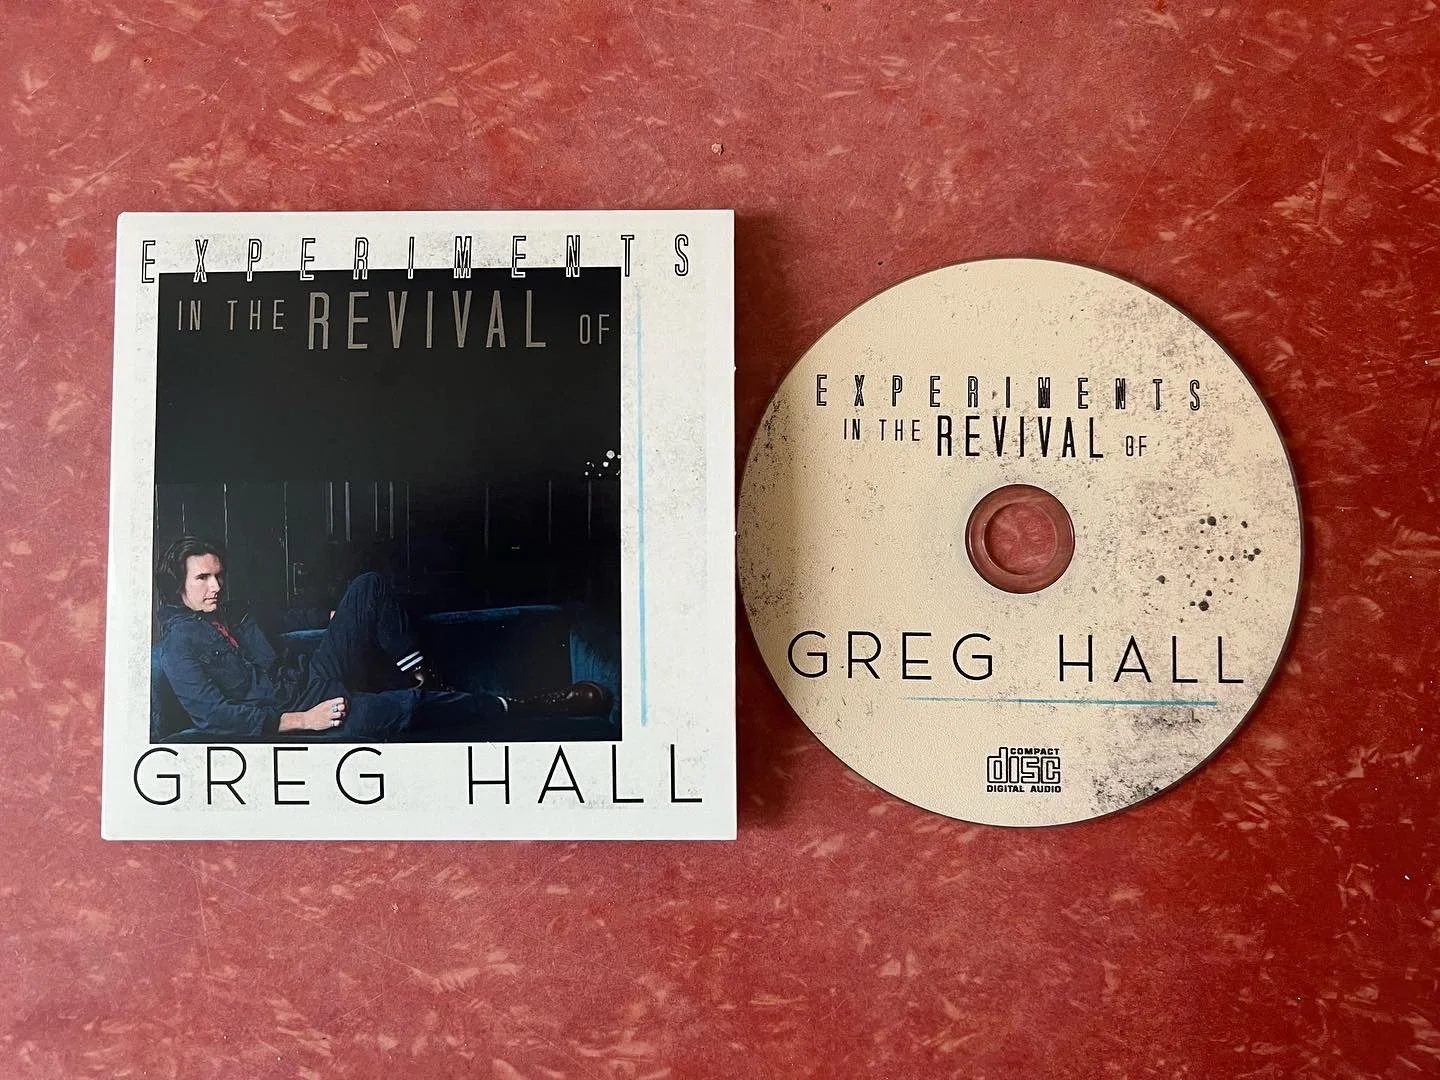 EXPERIMENTS
IN THE REVIVAL OF
GREG HALL
EXPERIMENTS
IN THE REVIVAL OF
GREG HALL
COMPACT
disc
DIGITAL AUDIO